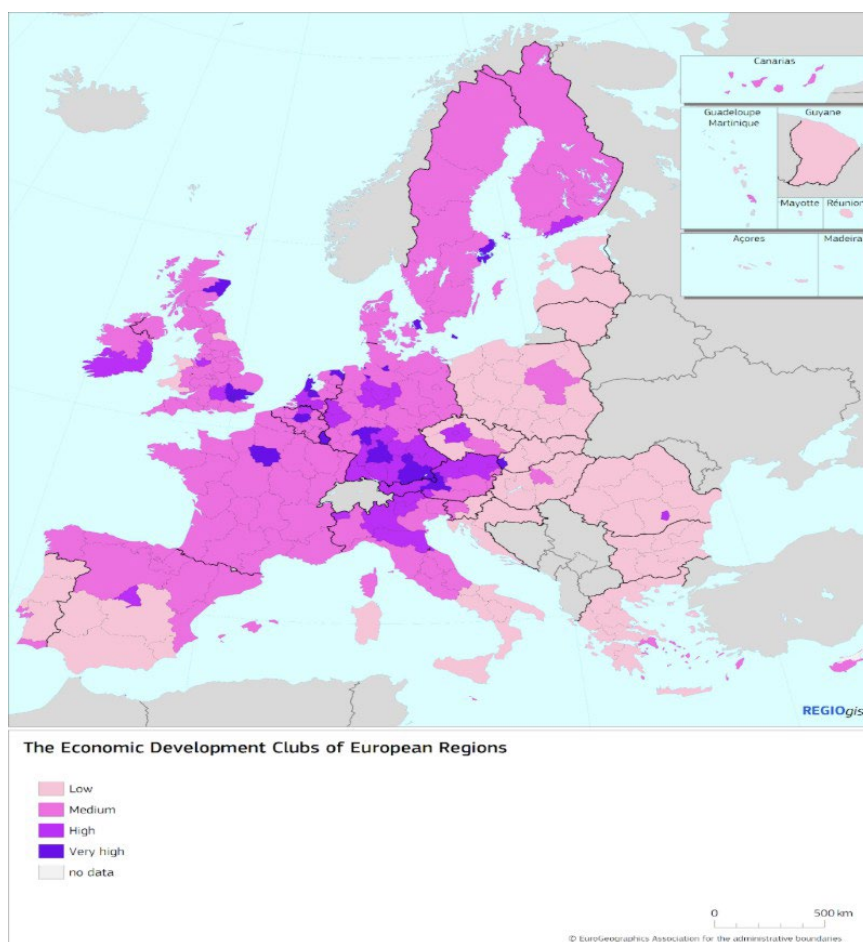 Canarias
Guadeloupe
Martinique
Guyane
Mayotte
Réunion
Açores
Madeira
REGIOgis
The Economic Development Clubs of European Regions
Low
Medium
High
Very high
no data
0 500 km
© EuroGeographics Association for the administrative boundaries